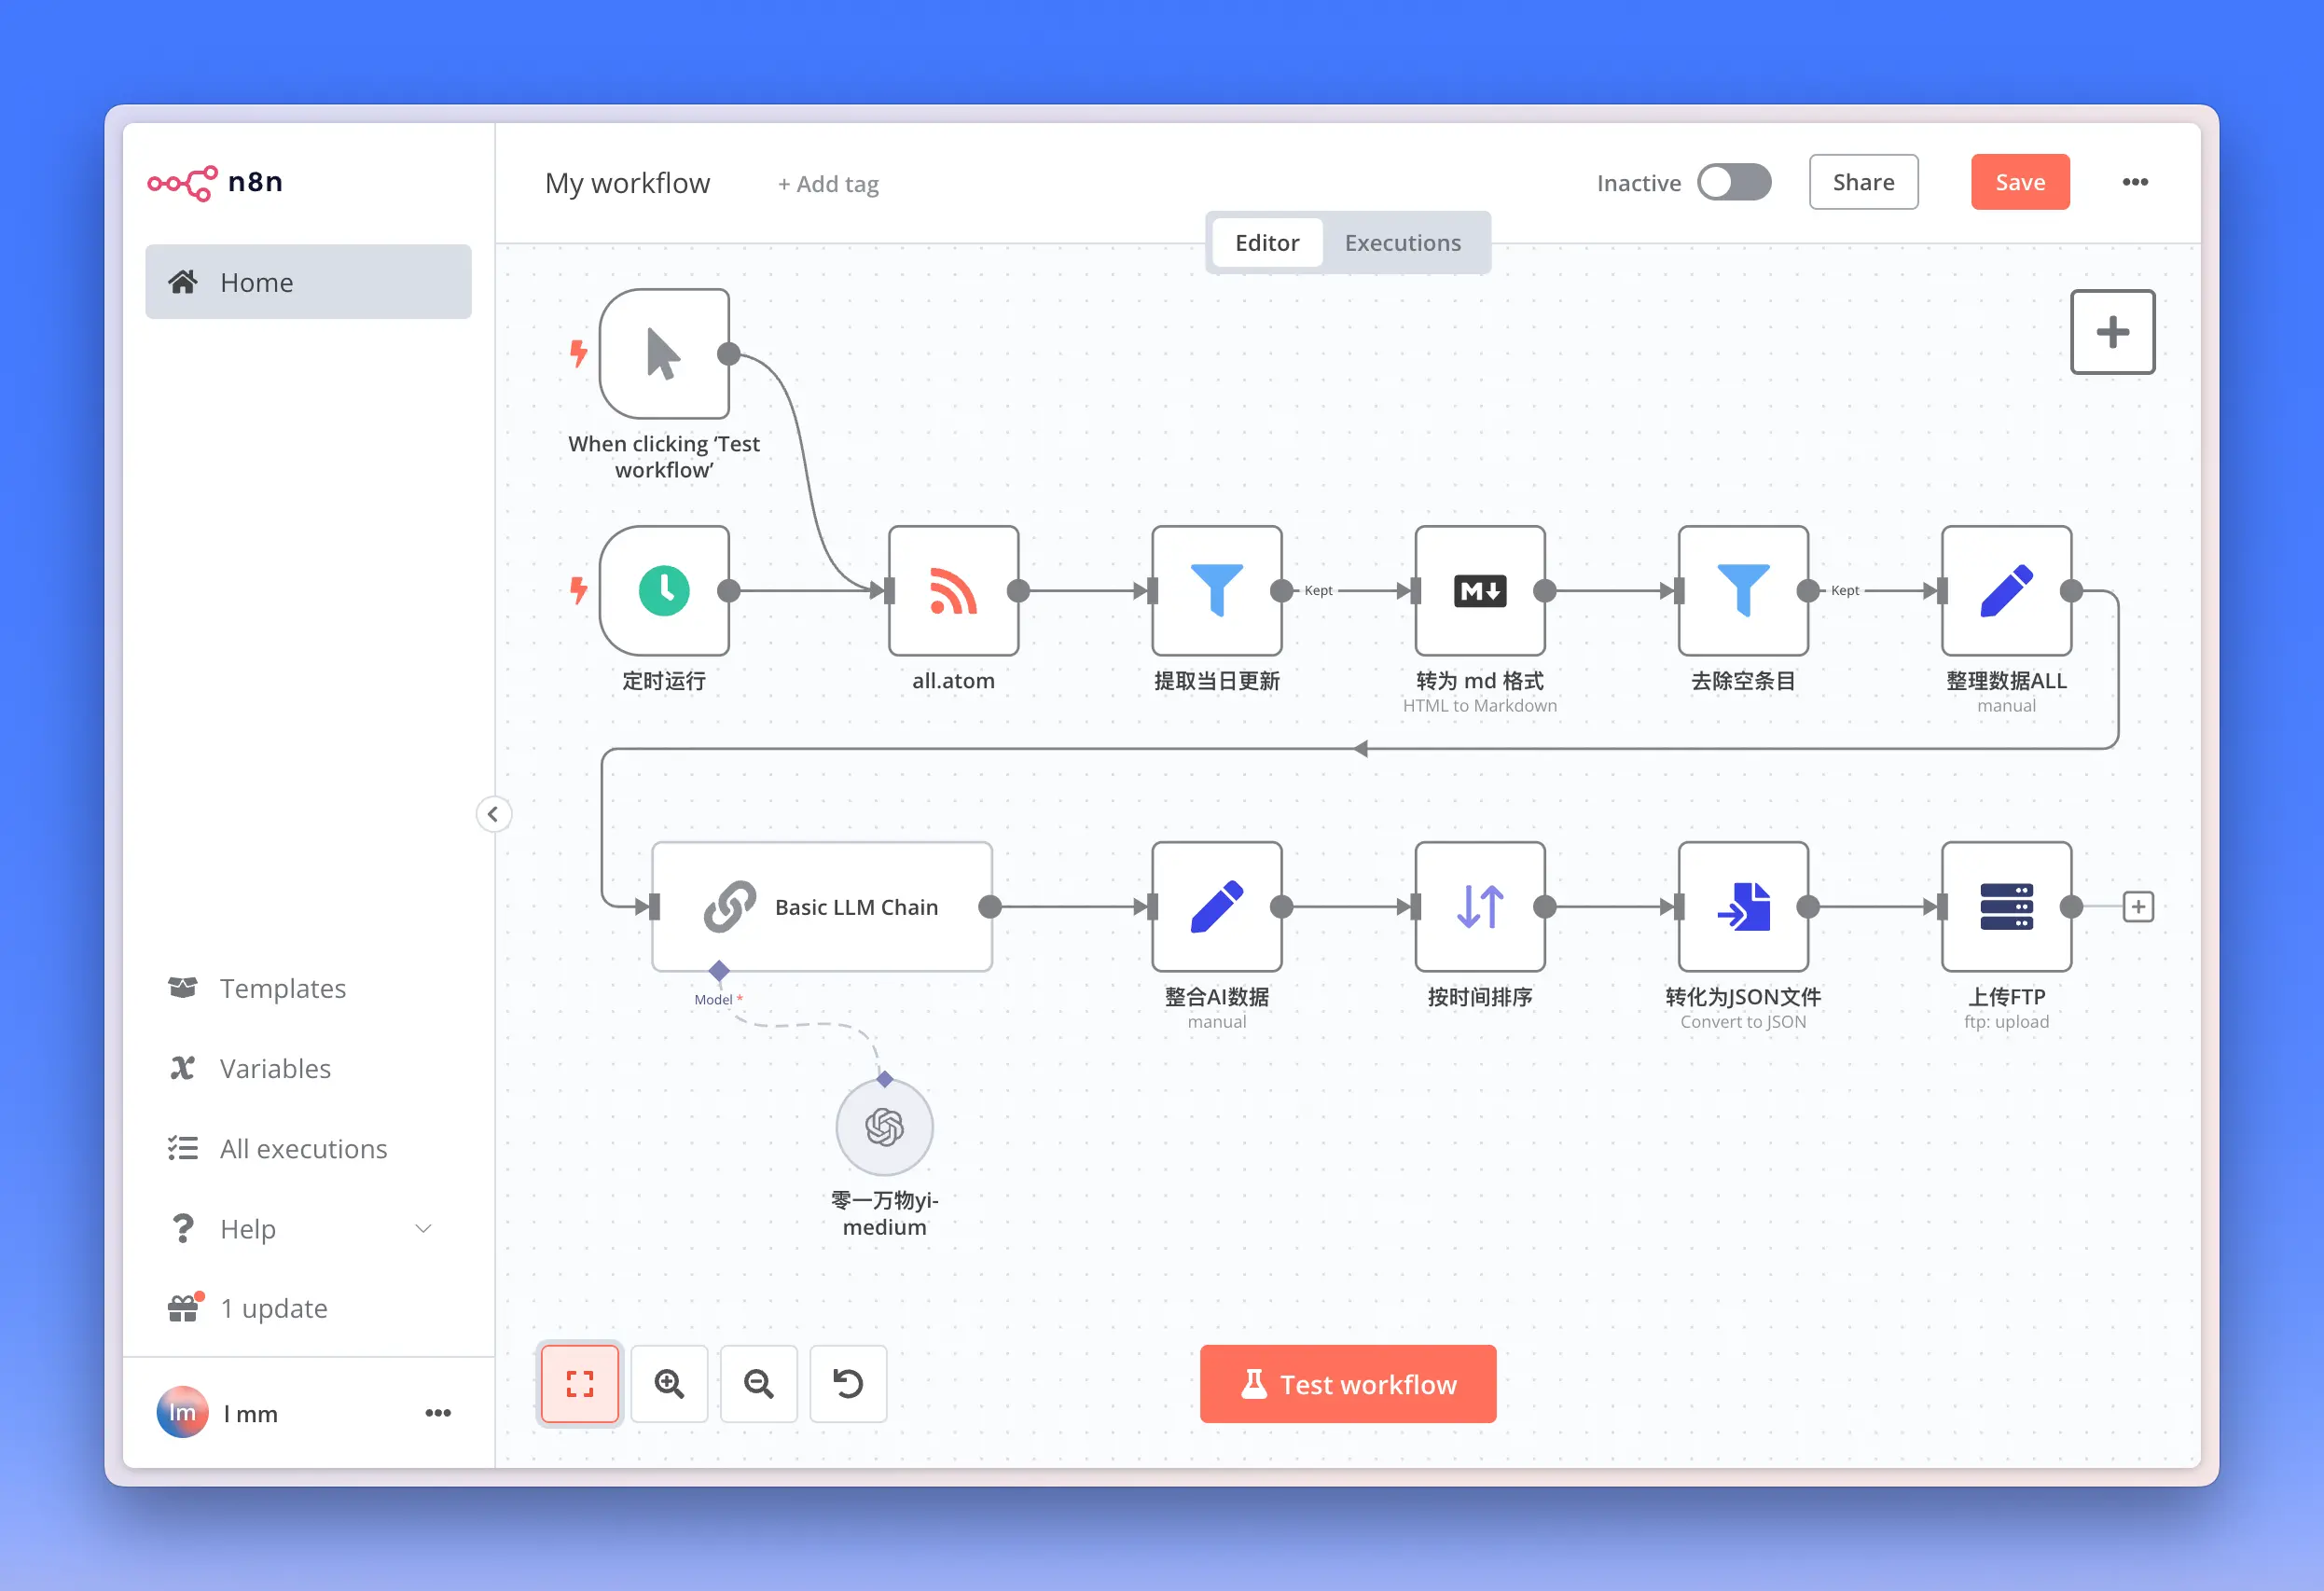 n8n
My workflow
+ Add tag
Inactive
Share
Save
Editor
Executions
Home
When clicking ‘Test
workflow’
Kept
Kept
定时运行
all.atom
提取当日更新
转为 md 格式
HTML to Markdown
去除空条目
整理数据ALL
manual
Basic LLM Chain
Model *
整合AI数据
manual
按时间排序
转化为JSON文件
Convert to JSON
上传FTP
ftp: upload
零一万物yi-
medium
Templates
Variables
All executions
Help
1 update
lm
l mm
Test workflow